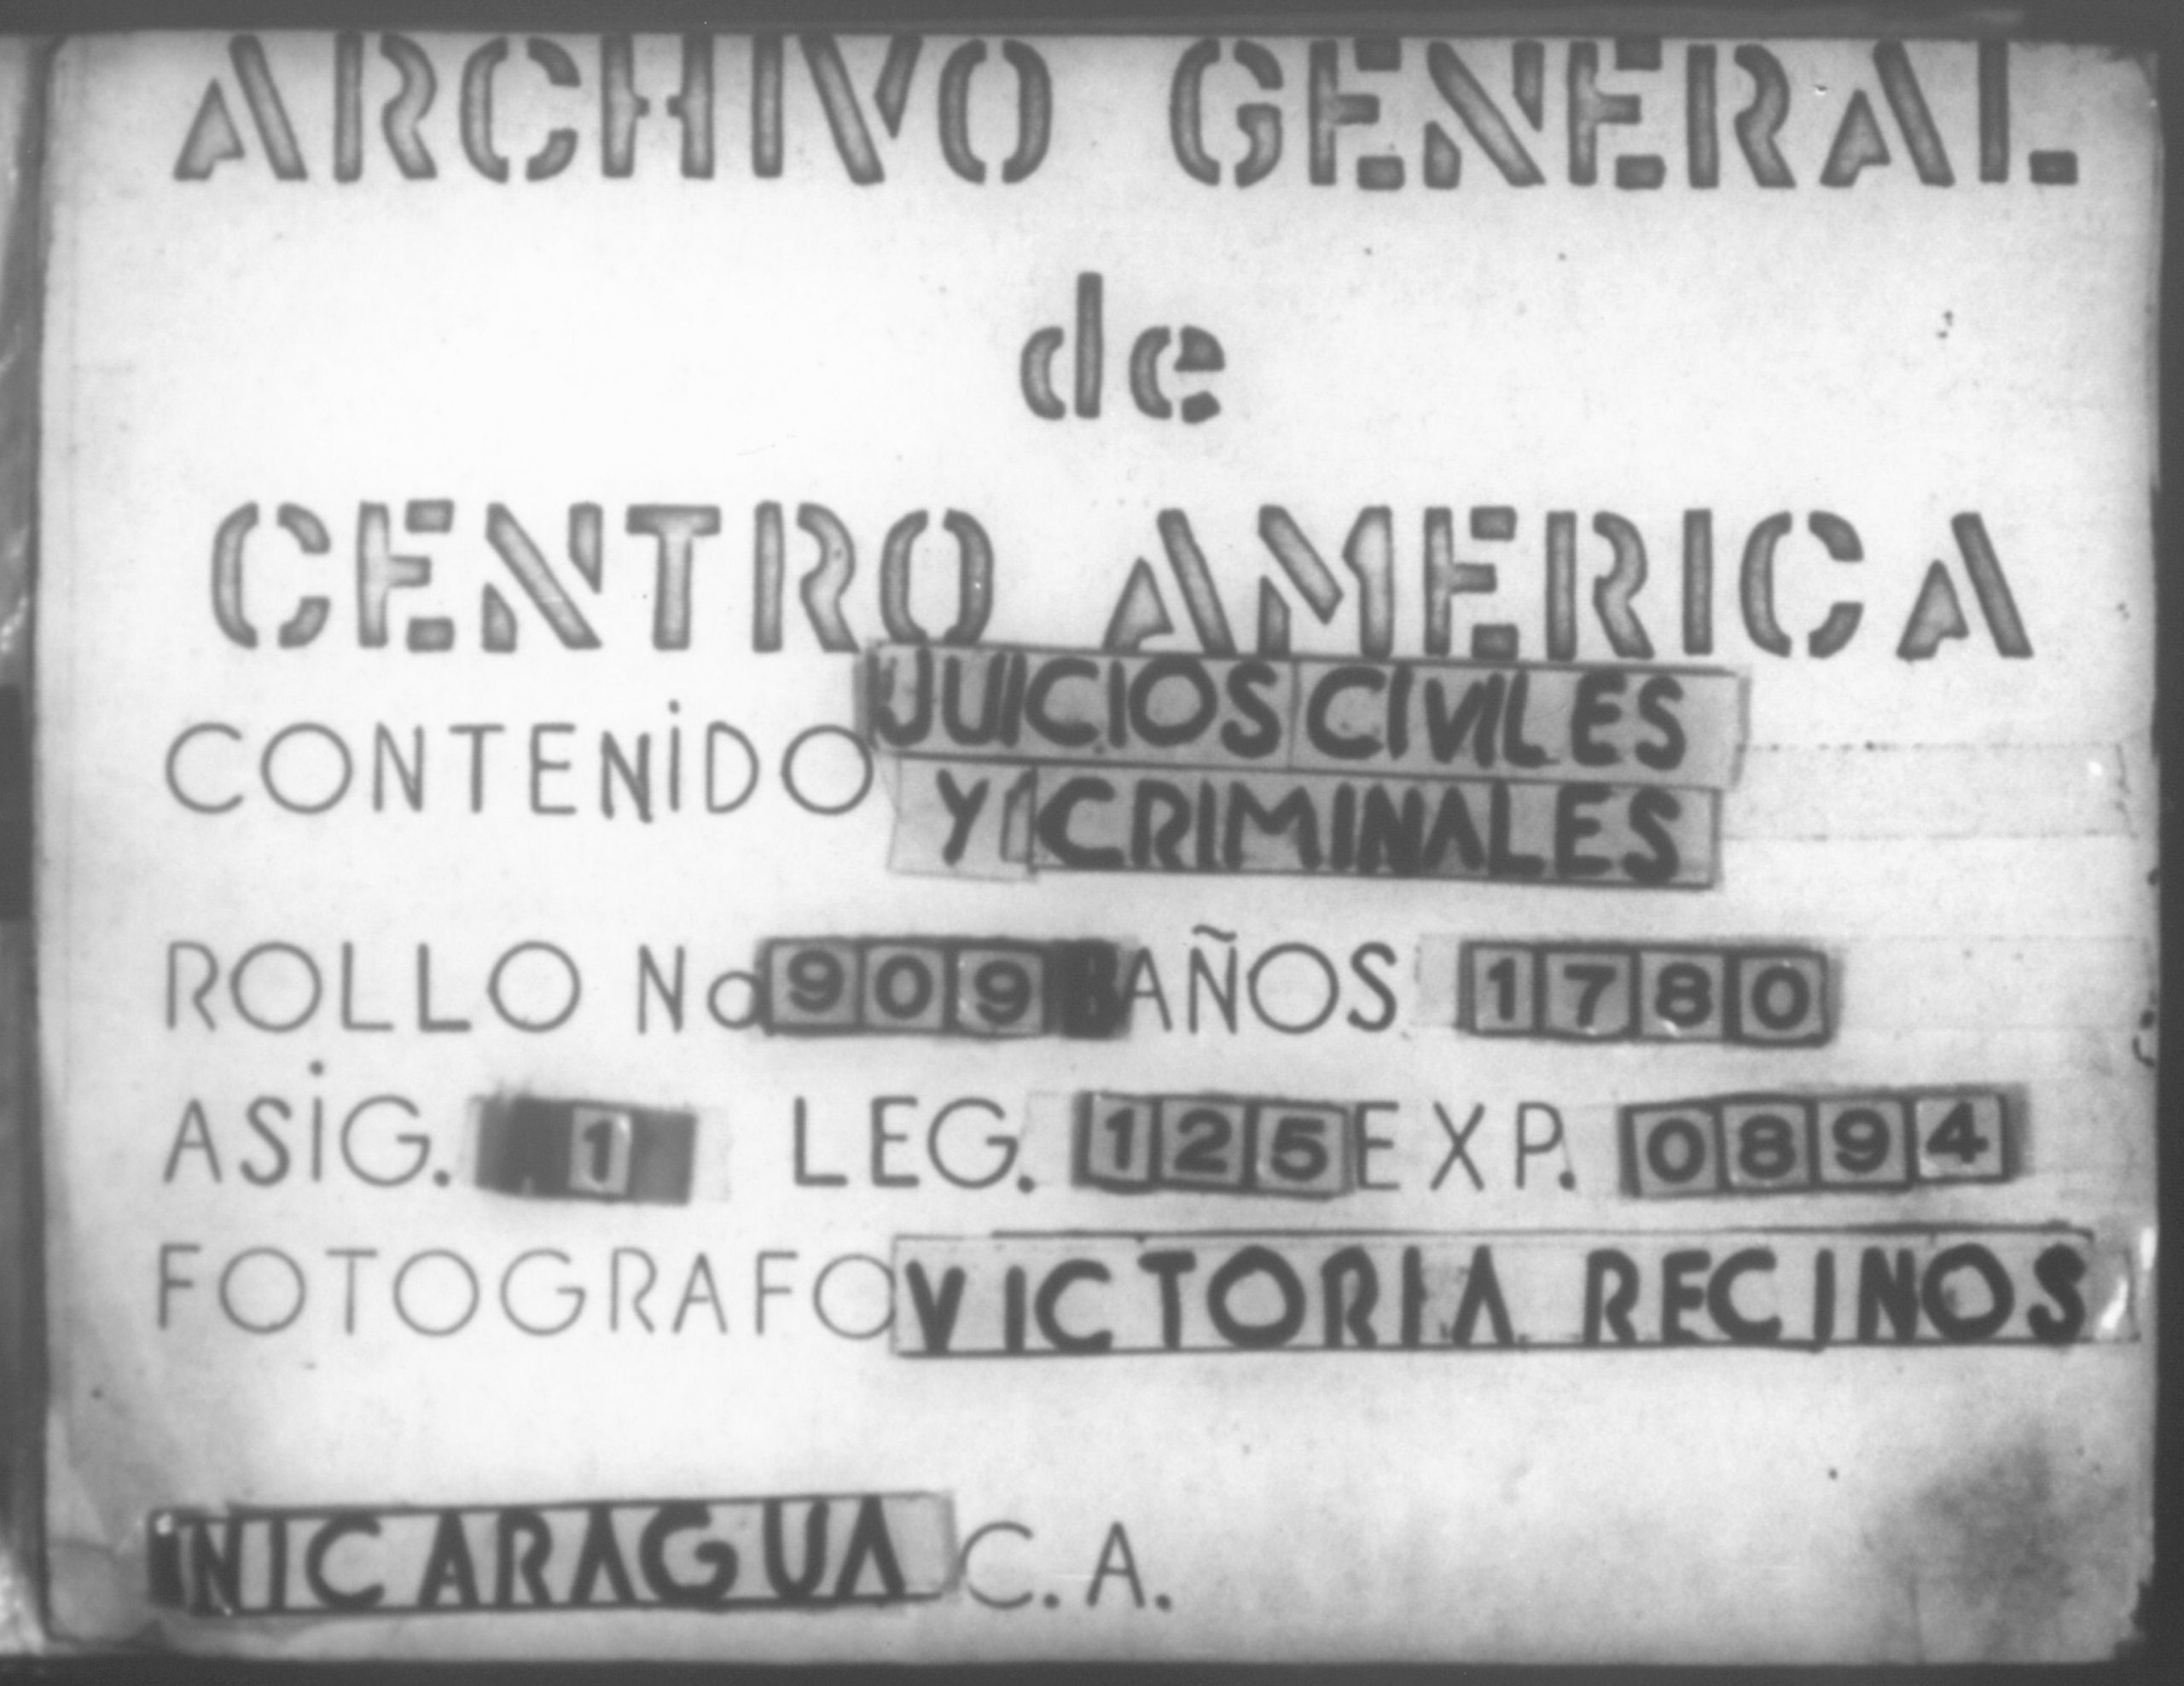 ARCHIVO GENERAL
de
CENTRO AMERICA
CONTENIDO JUICIOS CIVILES
Y CRIMINALES
ROLLO No 909 AÑOS 1780
ASIG. 1 LEG. 125 EXP. 0894
FOTOGRAFO VICTORIA RECINOS
NICARAGUA C. A.